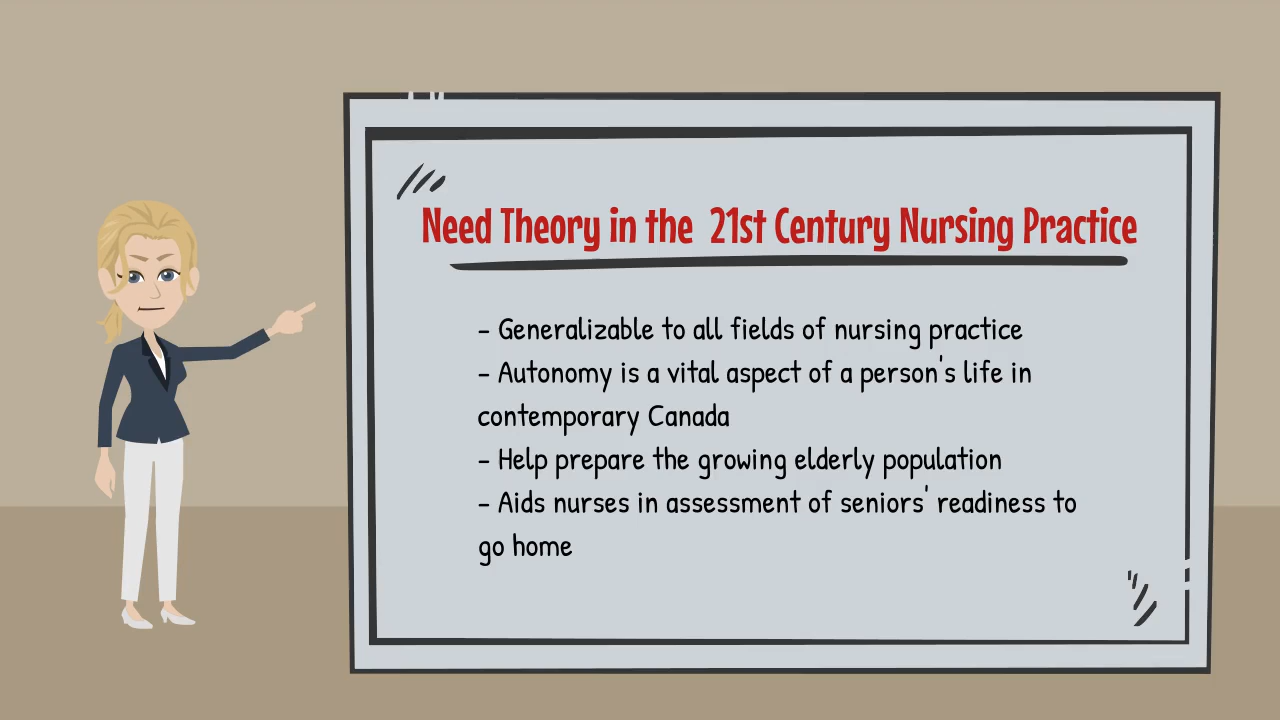 Need Theory in the 21st Century Nursing Practice
- Generalizable to all fields of nursing practice
- Autonomy is a vital aspect of a person's life in
contemporary Canada
- Help prepare the growing elderly population
- Aids nurses in assessment of seniors' readiness to
go home